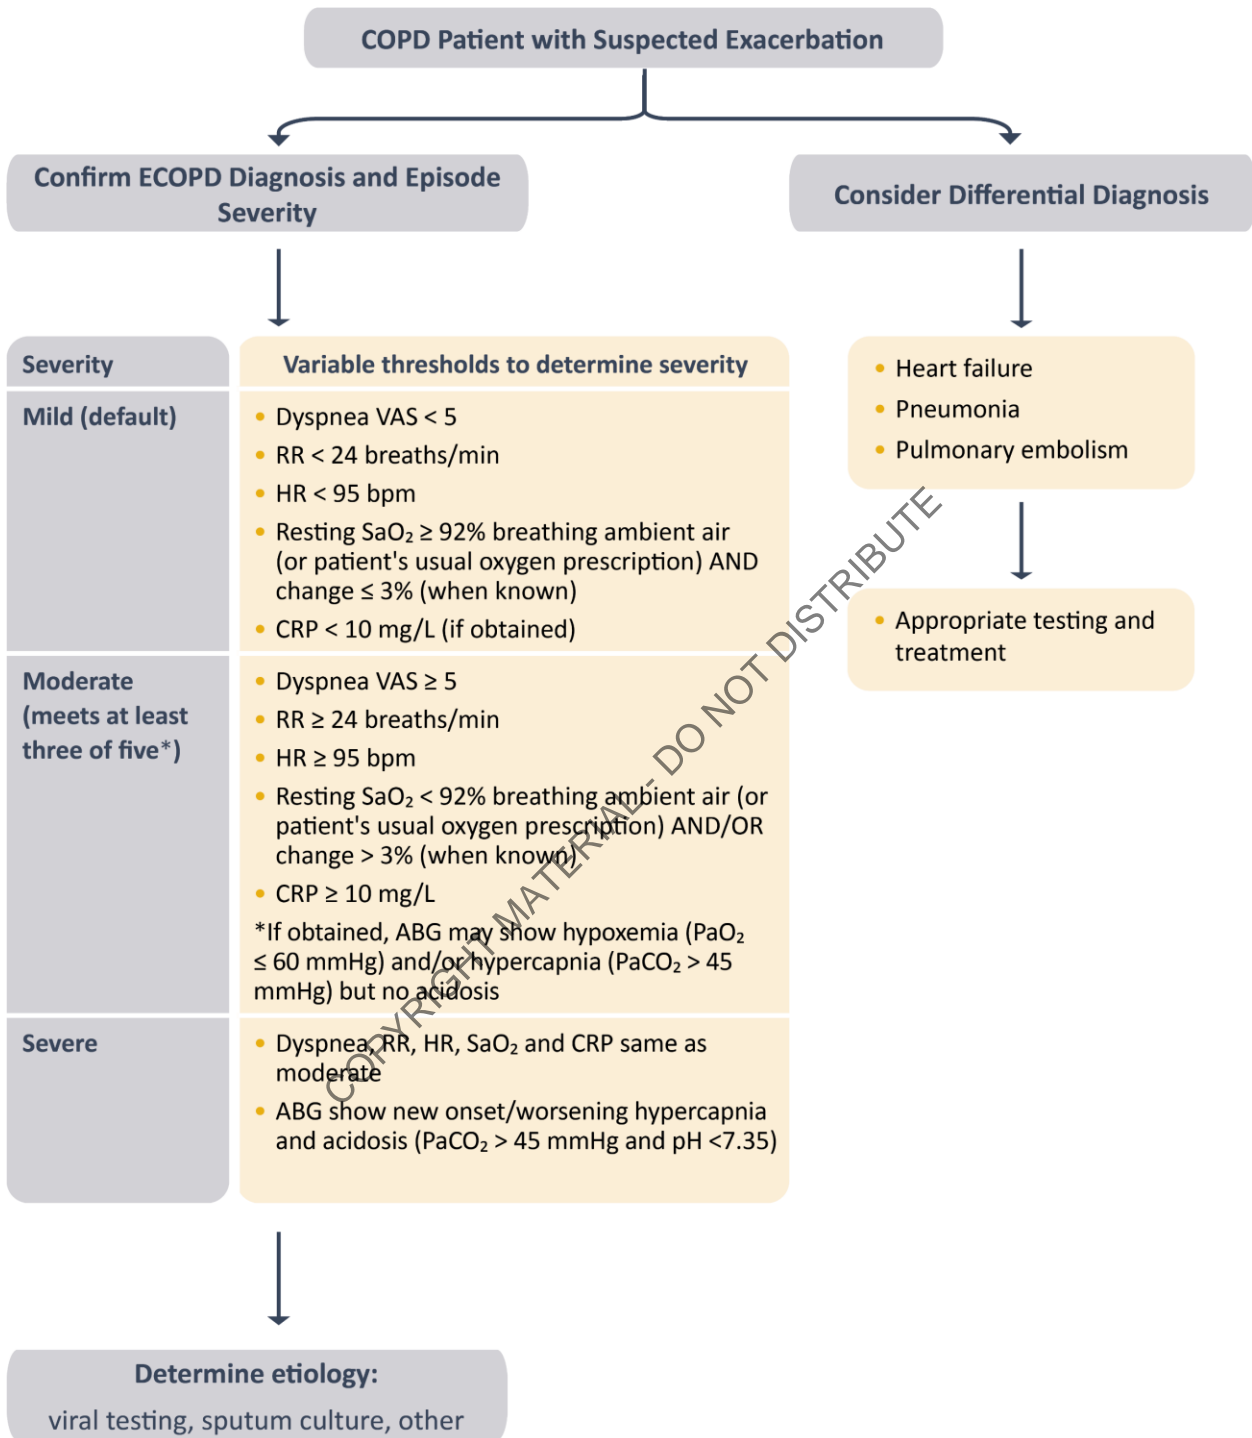 COPD Patient with Suspected Exacerbation
Confirm ECOPD Diagnosis and Episode
Severity
Consider Differential Diagnosis
Severity
Variable thresholds to determine severity
Mild (default)
• Dyspnea VAS < 5
• RR < 24 breaths/min
• HR < 95 bpm
• Resting SaO₂ ≥ 92% breathing ambient air
(or patient's usual oxygen prescription) AND
change ≤ 3% (when known)
• CRP < 10 mg/L (if obtained)
Moderate
(meets at least
three of five*)
• Dyspnea VAS ≥ 5
• RR ≥ 24 breaths/min
• HR ≥ 95 bpm
• Resting SaO₂ < 92% breathing ambient air (or
patient's usual oxygen prescription) AND/OR
change > 3% (when known)
• CRP ≥ 10 mg/L
*If obtained, ABG may show hypoxemia (PaO₂
≤ 60 mmHg) and/or hypercapnia (PaCO₂ > 45
mmHg) but no acidosis
Severe
• Dyspnea, RR, HR, SaO₂ and CRP same as
moderate
• ABG show new onset/worsening hypercapnia
and acidosis (PaCO₂ > 45 mmHg and pH <7.35)
• Heart failure
• Pneumonia
• Pulmonary embolism
• Appropriate testing and
treatment
Determine etiology:
viral testing, sputum culture, other
COPYRIGHT MATERIAL - DO NOT DISTRIBUTE